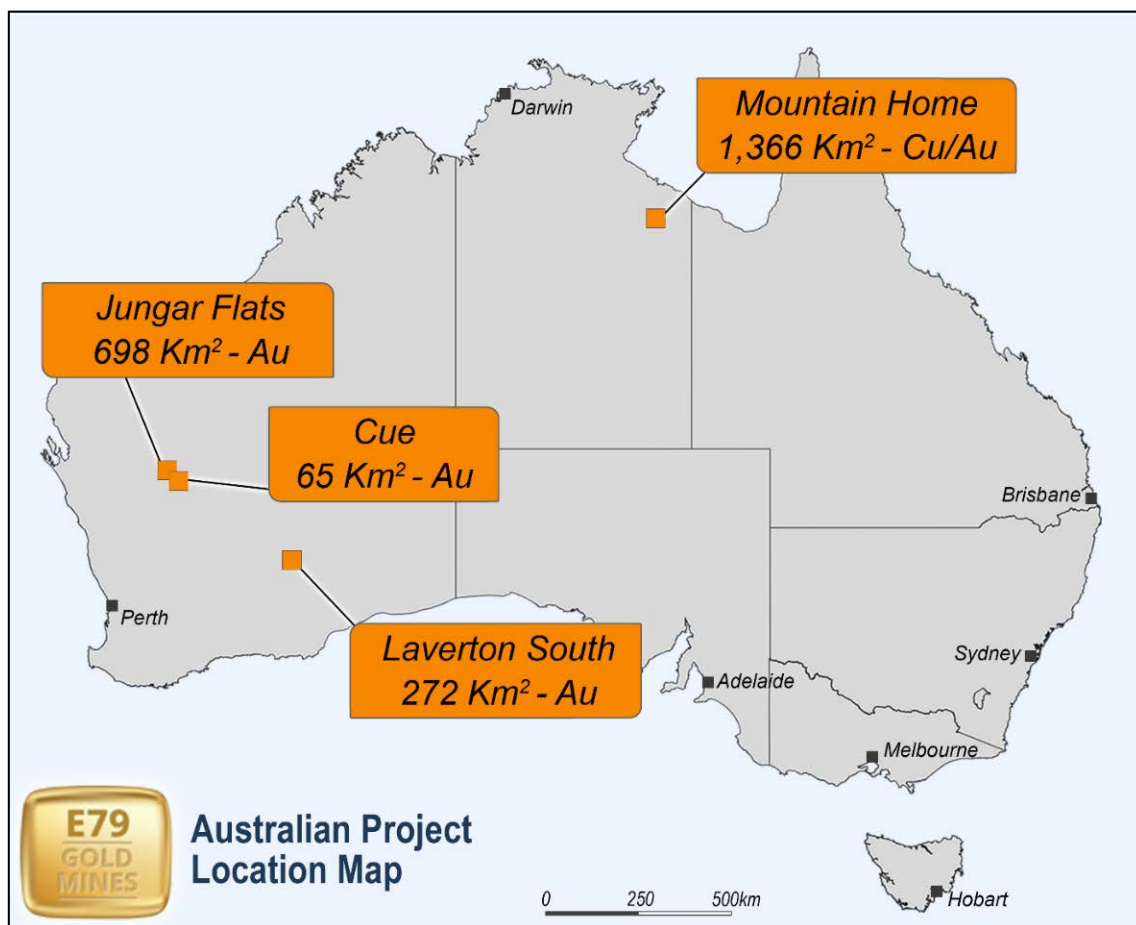 Darwin
Mountain Home
1,366 Km² - Cu/Au
Jungar Flats
698 Km² - Au
Cue
65 Km² - Au
Brisbane
Perth
Laverton South
272 Km² - Au
Sydney
Adelaide
Melbourne
E79
GOLD
MINES
Australian Project
Location Map
0 250 500km
Hobart